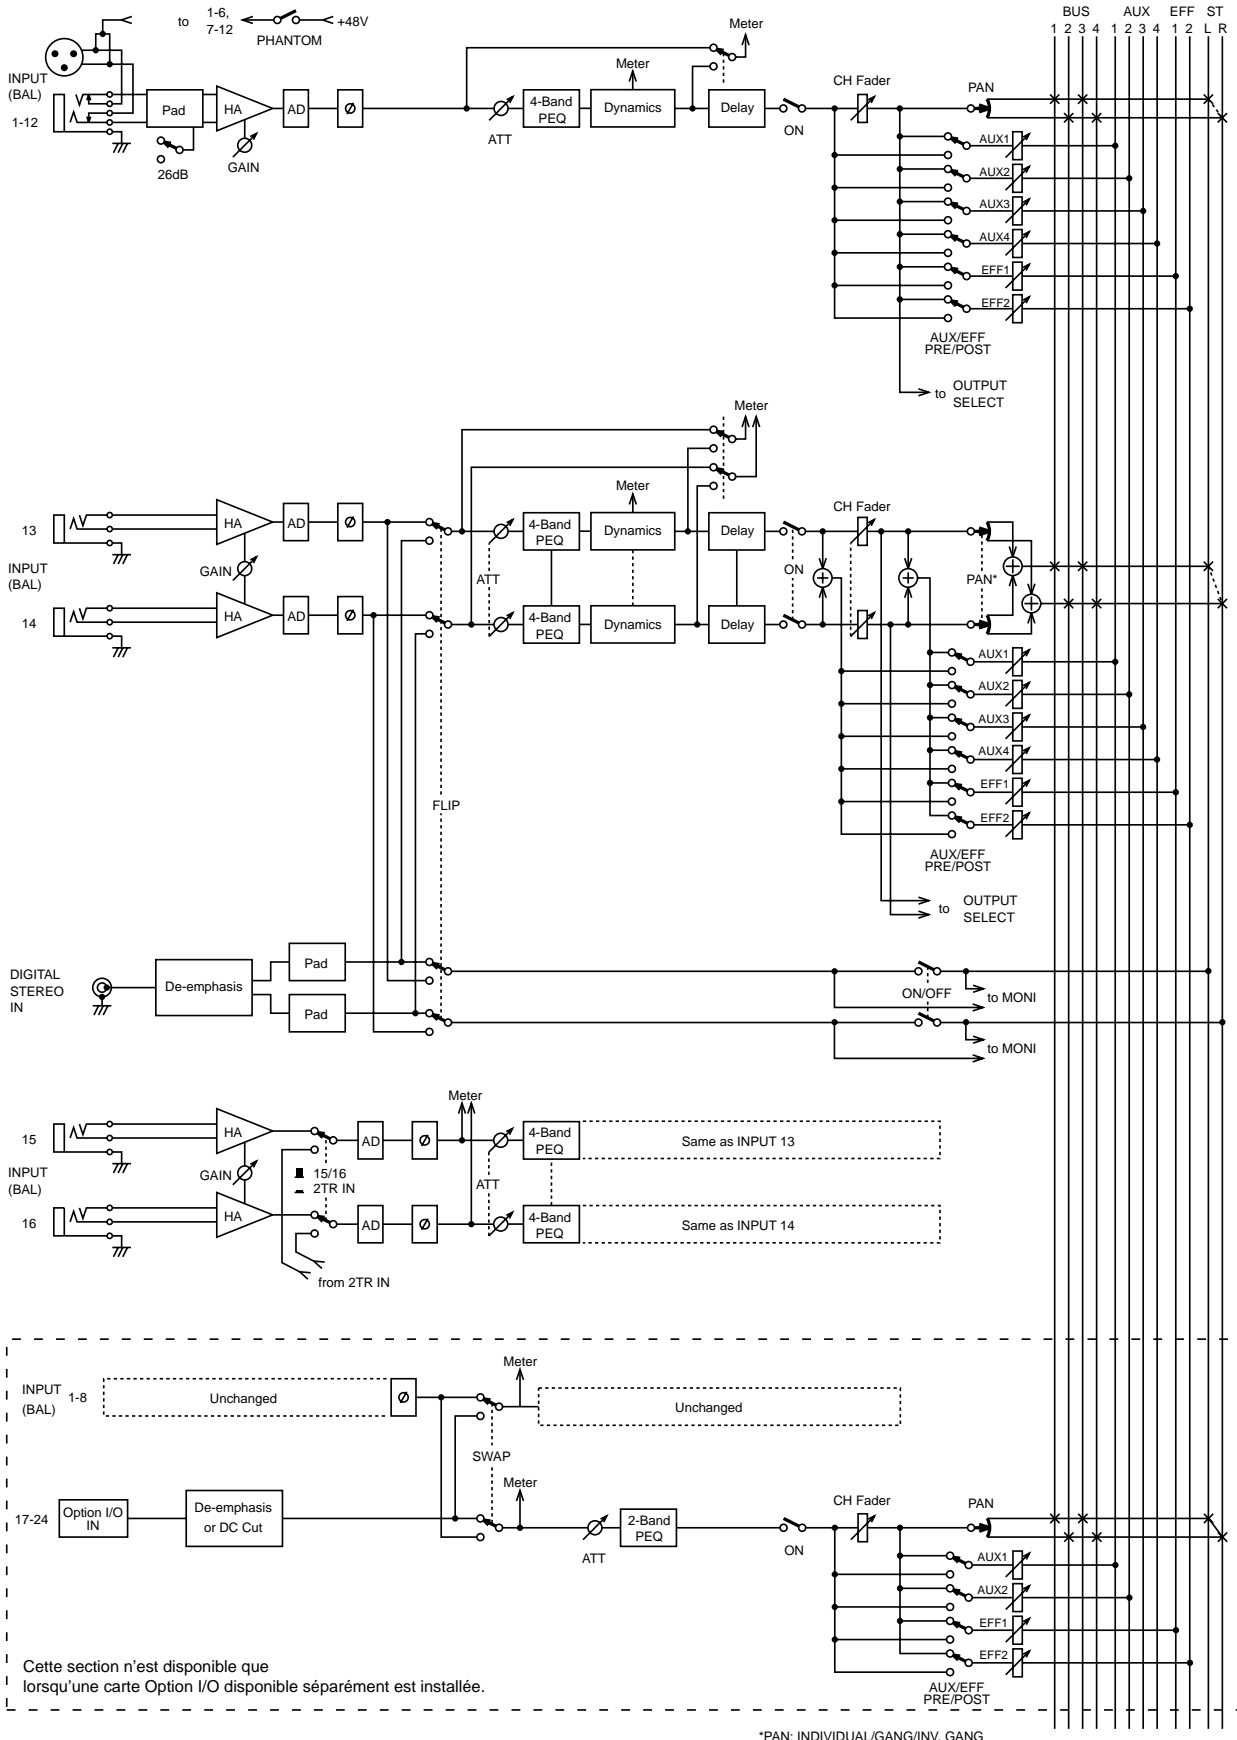 to 1-6, 7-12 +48V
PHANTOM
BUS AUX EFF ST
1 2 3 4 1 2 3 4 1 2 L R
INPUT
(BAL)
1-12
Pad
26dB
HA
GAIN
AD
Ø
ATT
4-Band
PEQ
Meter
Dynamics
Meter
Delay
ON
CH Fader
PAN
AUX1
AUX2
AUX3
AUX4
EFF1
EFF2
AUX/EFF
PRE/POST
to OUTPUT
SELECT
Meter
13
INPUT
(BAL)
14
HA
GAIN
HA
AD
Ø
AD
Ø
ATT
4-Band
PEQ
4-Band
PEQ
Meter
Dynamics
Dynamics
Delay
Delay
ON
CH Fader
PAN*
AUX1
AUX2
AUX3
AUX4
EFF1
EFF2
AUX/EFF
PRE/POST
to OUTPUT
SELECT
FLIP
DIGITAL
STEREO
IN
De-emphasis
Pad
Pad
ON/OFF
to MONI
to MONI
15
INPUT
(BAL)
16
HA
GAIN
HA
15/16
2TR IN
from 2TR IN
AD
Ø
AD
Ø
Meter
ATT
4-Band
PEQ
4-Band
PEQ
Same as INPUT 13
Same as INPUT 14
INPUT 1-8
(BAL)
Unchanged
Ø
Meter
Unchanged
SWAP
17-24
Option I/O
IN
De-emphasis
or DC Cut
Meter
ATT
2-Band
PEQ
ON
CH Fader
PAN
AUX1
AUX2
EFF1
EFF2
AUX/EFF
PRE/POST
Cette section n'est disponible que
lorsqu'une carte Option I/O disponible séparément est installée.
*PAN: INDIVIDUAL/GANG/INV. GANG